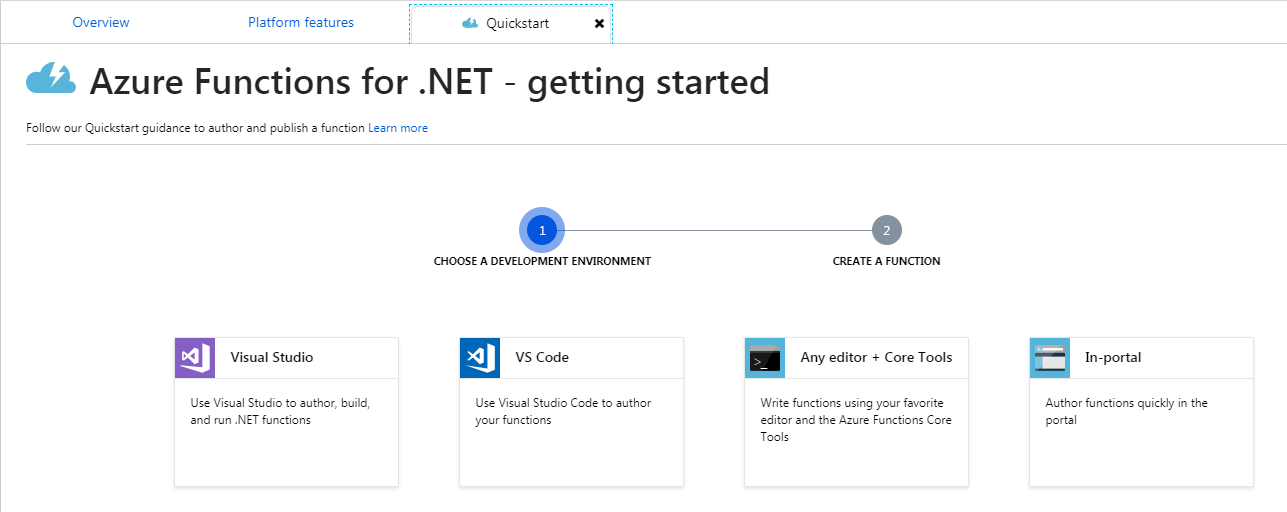 Overview
Platform features
Quickstart
Azure Functions for .NET - getting started
Follow our Quickstart guidance to author and publish a function Learn more
1
2
CHOOSE A DEVELOPMENT ENVIRONMENT
CREATE A FUNCTION
Visual Studio
Use Visual Studio to author, build,
and run .NET functions
VS Code
Use Visual Studio Code to author
your functions
Any editor + Core Tools
Write functions using your favorite
editor and the Azure Functions Core
Tools
In-portal
Author functions quickly in the
portal